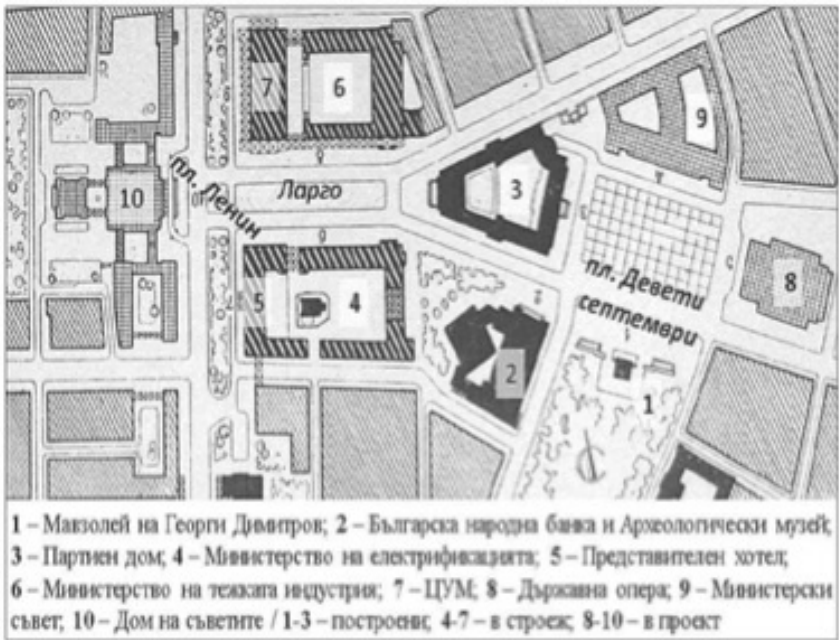 7
6
9
3
10
пл. Ленин
Ларго
пл. Девети
септември
8
5
4
2
1
1 – Мавзолей на Георги Димитров; 2 – Българска народна банка и Археологически музей;
3 – Партиен дом; 4 – Министерство на електрификацията; 5 – Представителен хотел;
6 – Министерство на тежката индустрия; 7 – ЦУМ; 8 – Държавна опера; 9 – Министерски
съвет; 10 – Дом на съветите / 1-3 – построени; 4-7 – в строеж; 8-10 – в проект